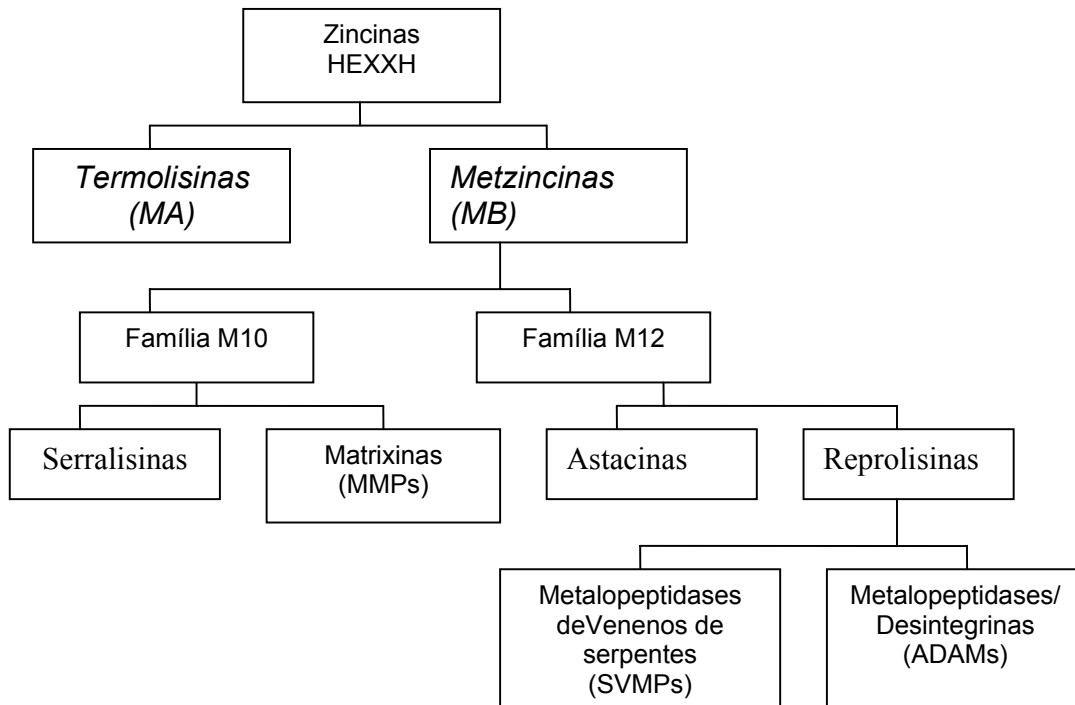 Zincinas
HEXXH
Termolisinas
(MA)
Metzincinas
(MB)
Família M10
Família M12
Serralisinas
Matrixinas
(MMPs)
Astacinas
Reprolisinas
Metalopeptidases
deVenenos de
serpentes
(SVMPs)
Metalopeptidases/
Desintegrinas
(ADAMs)